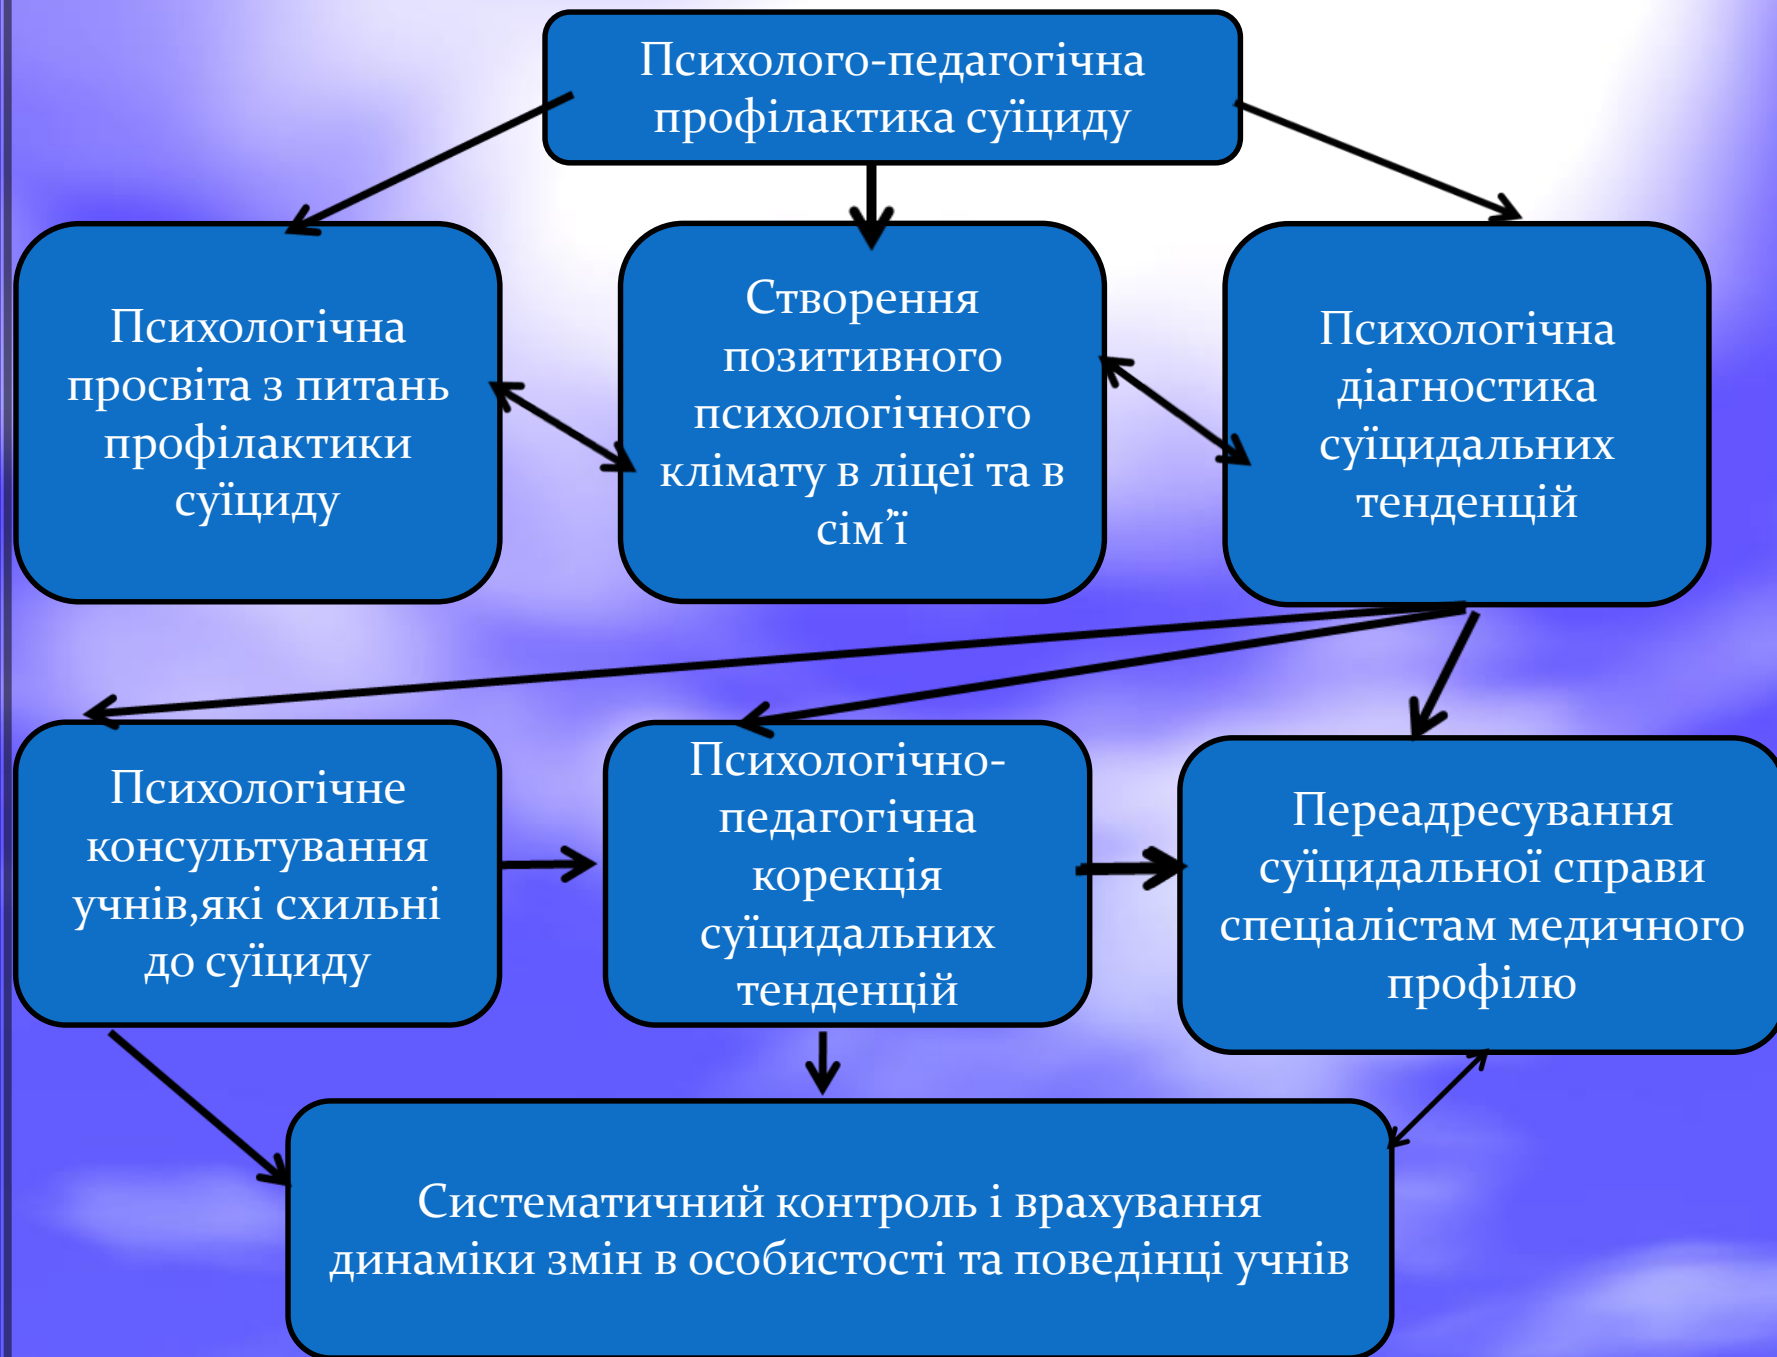 Психолого-педагогічна
профілактика суїциду
Психологічна
просвіта з питань
профілактики
суїциду
Створення
позитивного
психологічного
клімату в ліцеї та в
сім’ї
Психологічна
діагностика
суїцидальних
тенденцій
Психологічне
консультування
учнів,які схильні
до суїциду
Психологічно-
педагогічна
корекція
суїцидальних
тенденцій
Переадресування
суїцидальної справи
спеціалістам медичного
профілю
Систематичний контроль і врахування
динаміки змін в особистості та поведінці учнів